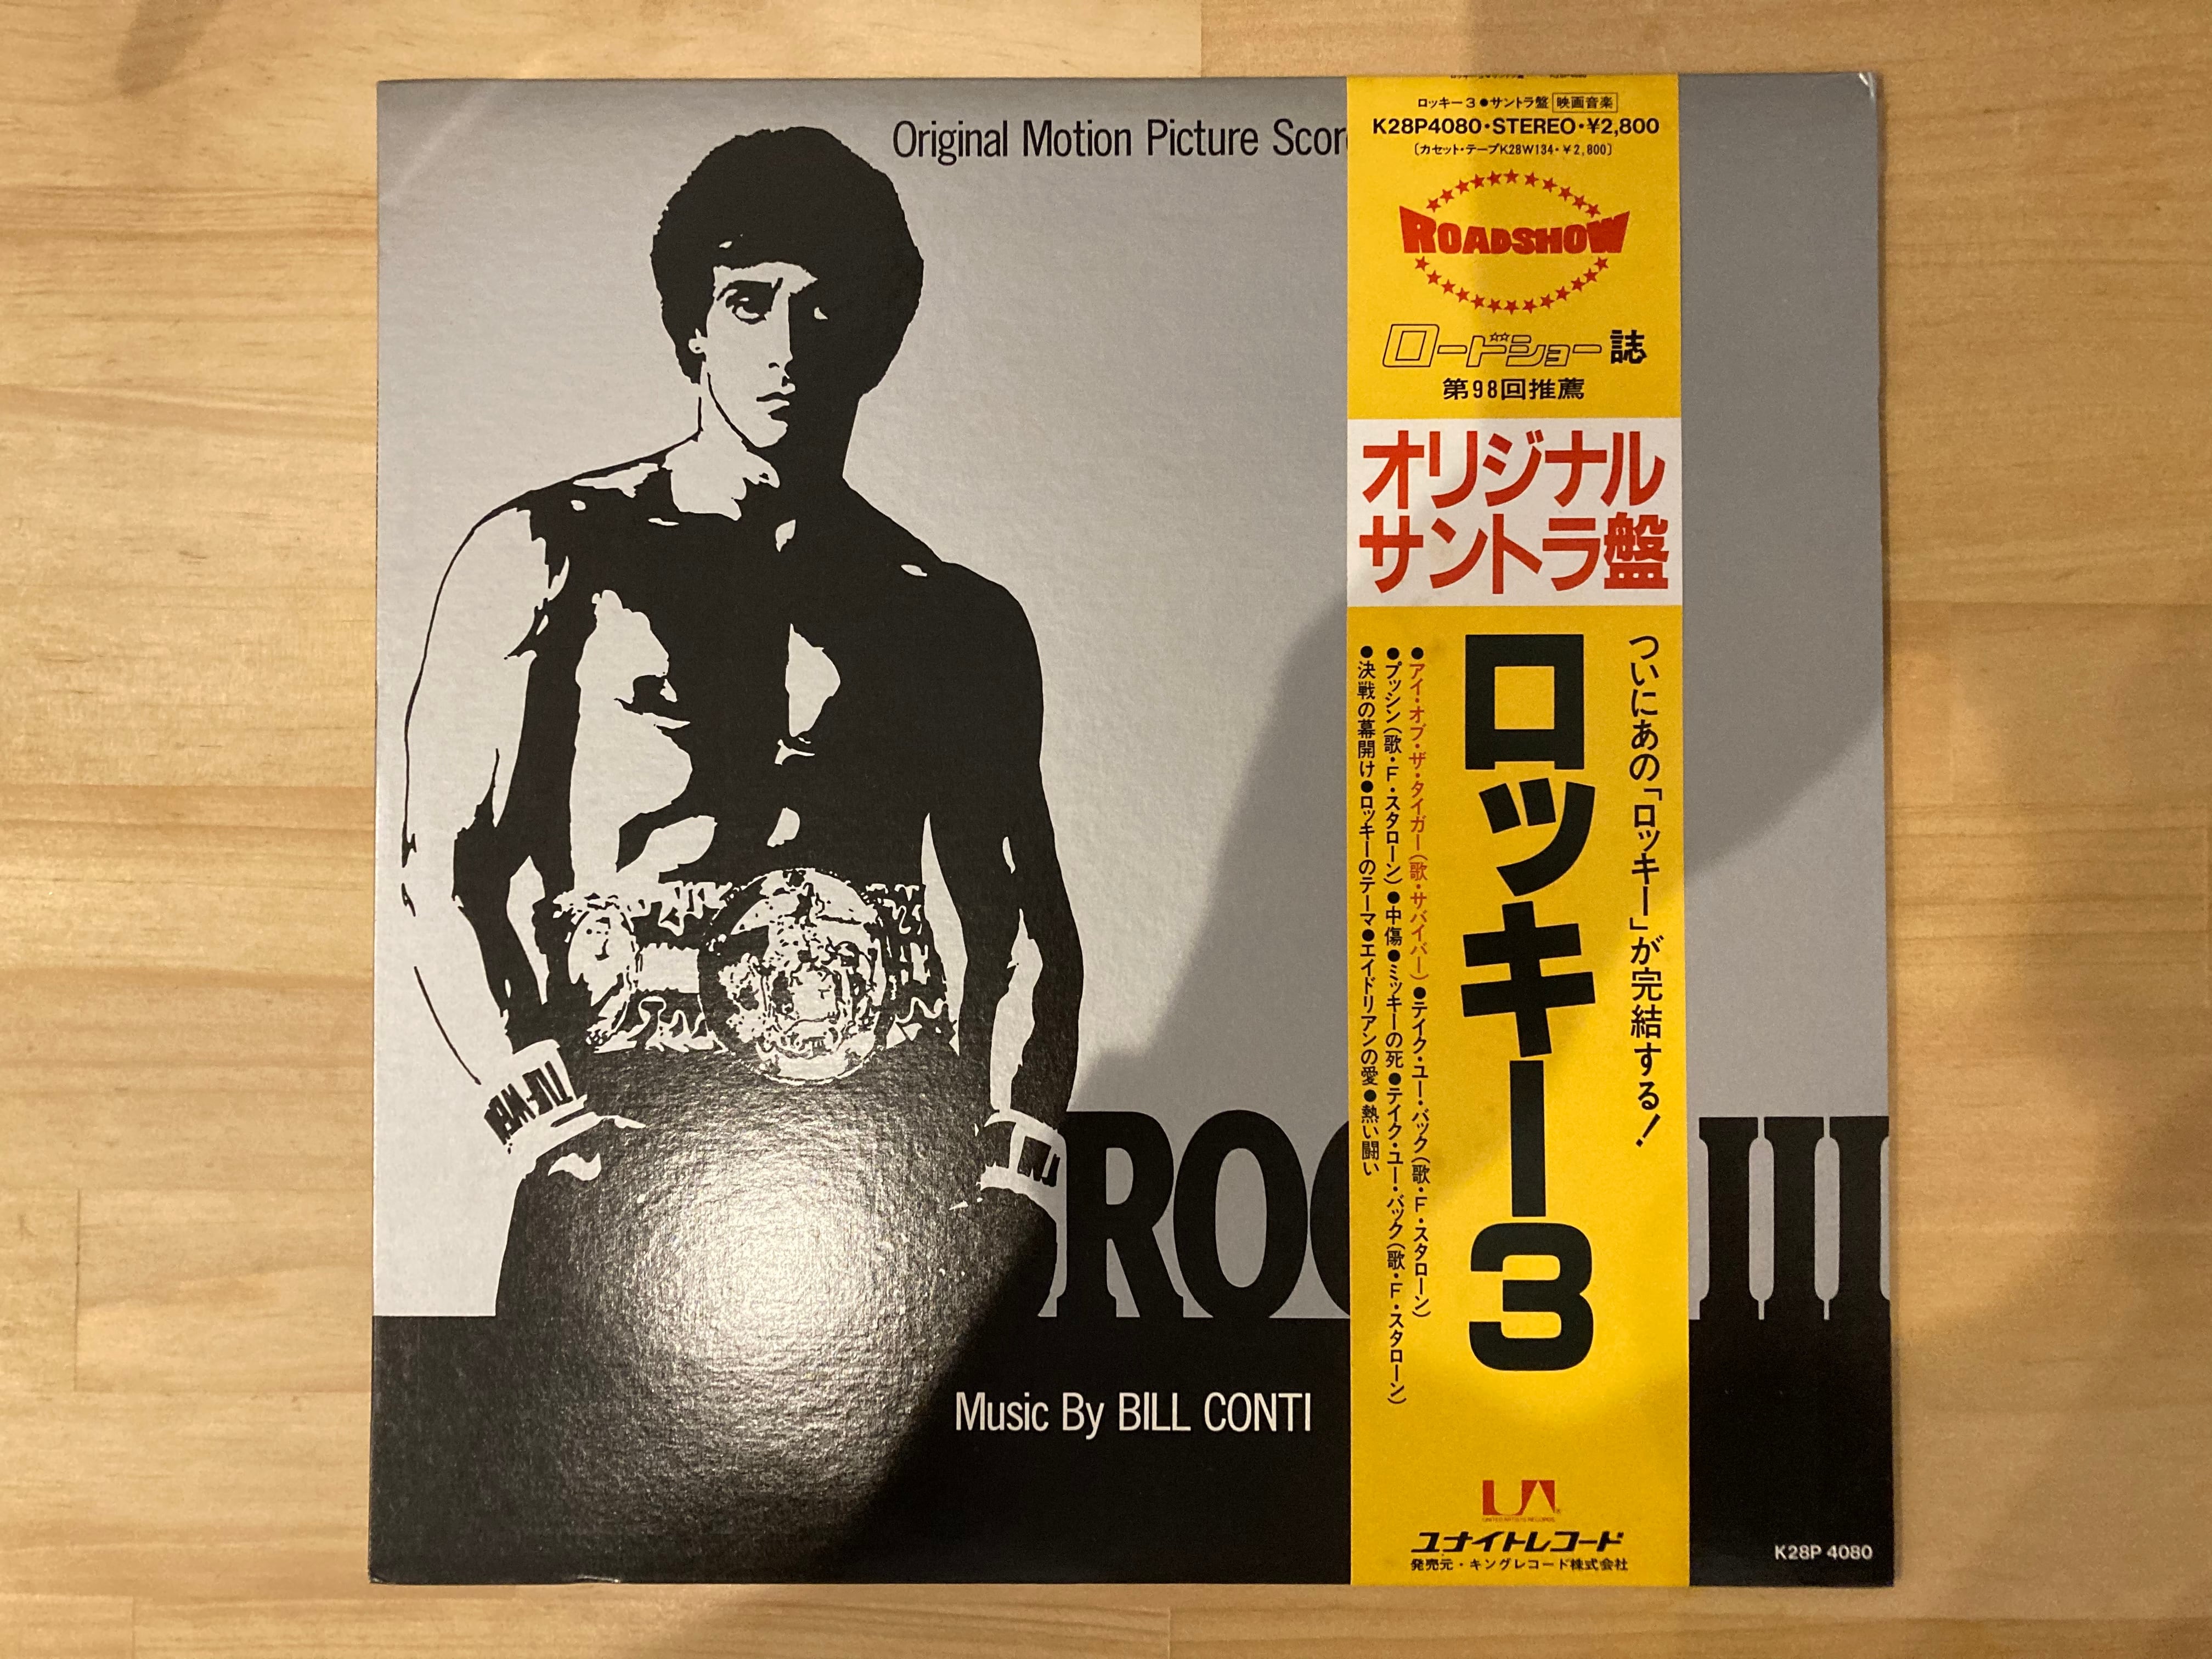 Original Motion Picture Scor
ロッキー3●サントラ盤 映画音楽
K28P4080・STEREO・¥2,800
〔カセット・テープK28W134・¥2,800〕
ROADSHOW
ロードショー誌
第98回推薦
オリジナル
サントラ盤
ついにあの「ロッキー」が完結する!
ロッキー3
●アイ・オブ・ザ・タイガー(歌・サバイバー)●テイク・ユー・バック(歌・F・スタローン)
●プッシン(歌・F・スタローン)●中傷●ミッキーの死●テイク・ユー・バック(歌・F・スタローン)
●決戦の幕開け●ロッキーのテーマ●エイドリアンの愛●熱い闘い
ROC III
Music By BILL CONTI
UA
UNITED ARTISTS RECORDS
ユナイトレコード
発売元・キングレコード株式会社
K28P 4080